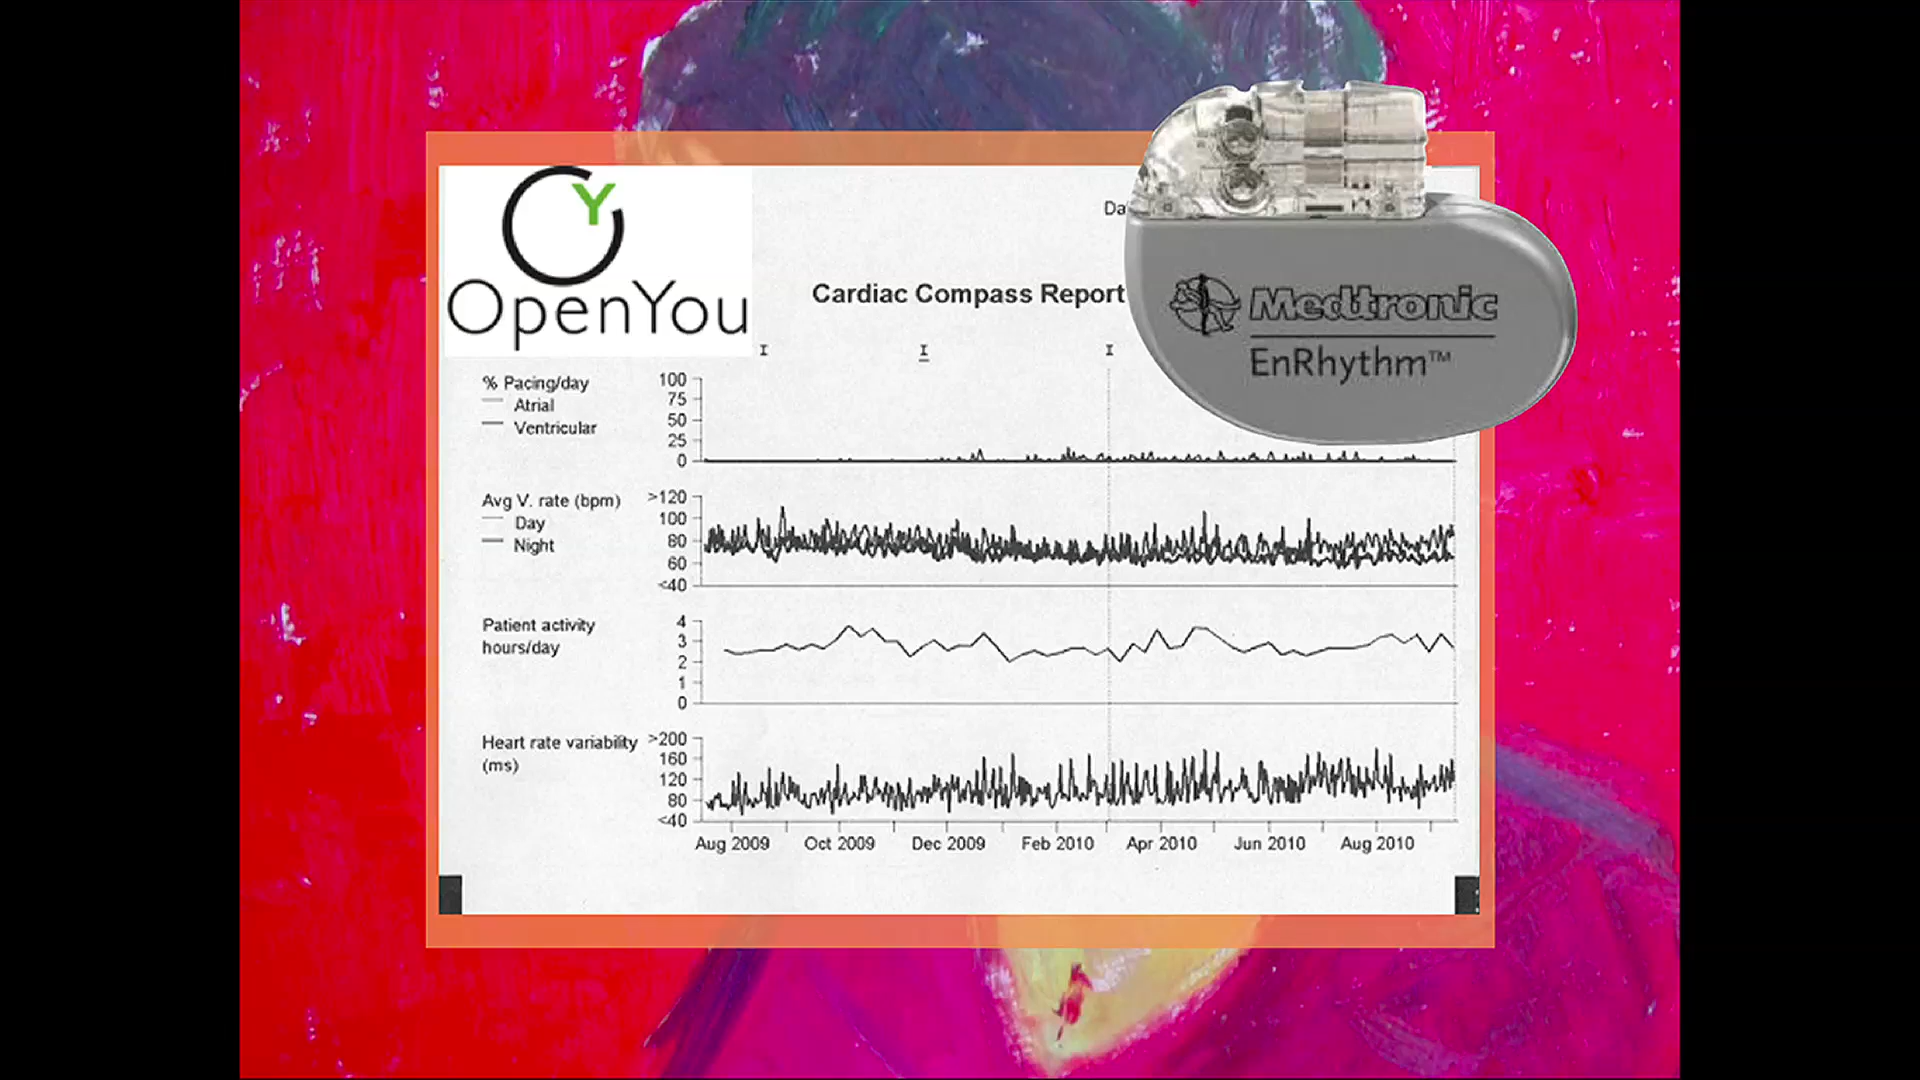 Y
OpenYou
Da
Cardiac Compass Report
Medtronic
EnRhythm™
I
I
I
% Pacing/day
Atrial
Ventricular
100
75
50
25
0
Avg V. rate (bpm)
Day
Night
>120
100
80
60
<40
Patient activity
hours/day
4
3
2
1
0
Heart rate variability
(ms)
>200
160
120
80
<40
Aug 2009 Oct 2009 Dec 2009 Feb 2010 Apr 2010 Jun 2010 Aug 2010